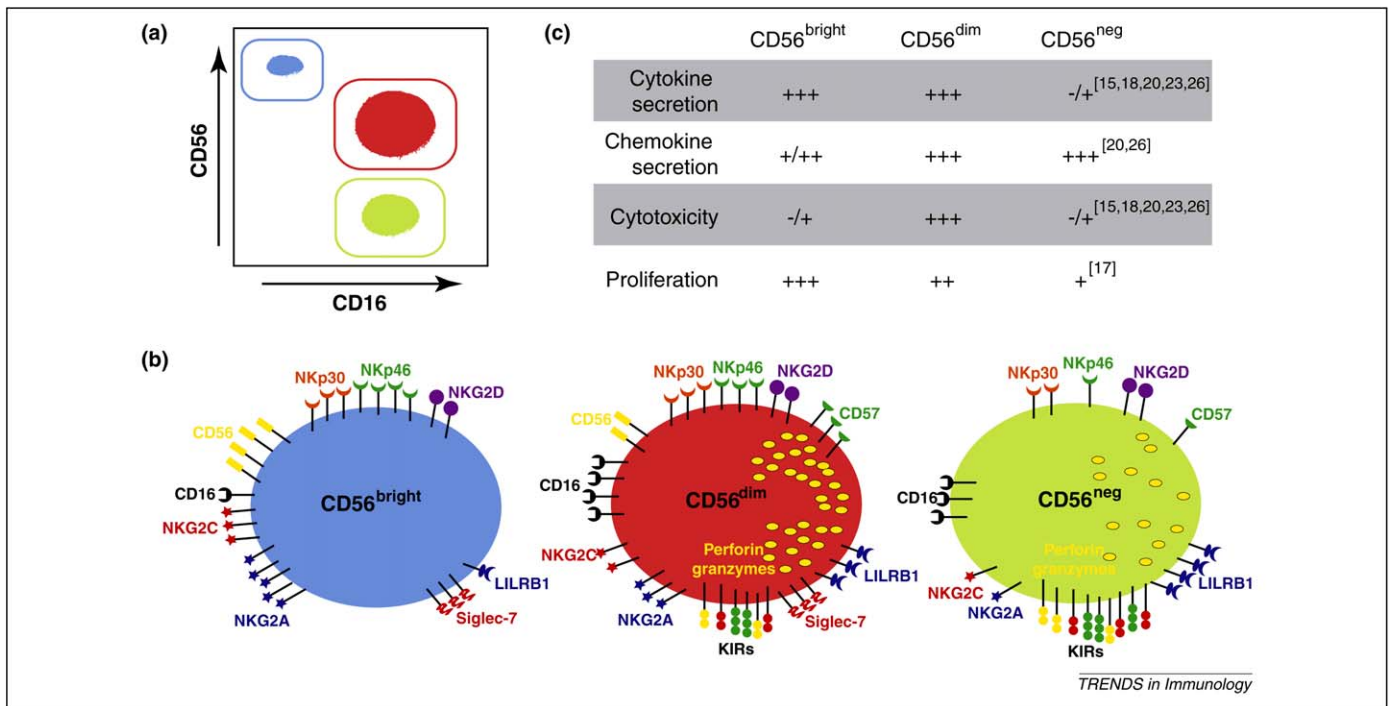 (a)
CD56
CD16
(c)
CD56bright CD56dim CD56neg
Cytokine
secretion +++ +++ -/+[15,18,20,23,26]
Chemokine
secretion +/++ +++ +++[20,26]
Cytotoxicity -/+ +++ -/+[15,18,20,23,26]
Proliferation +++ ++ +[17]
(b)
NKp30
NKp46
NKG2D
CD56
CD16
NKG2C
NKG2A
CD56bright
LILRB1
Siglec-7
NKp30
NKp46
NKG2D
CD57
CD56
CD16
CD56dim
NKG2C
Perforin
granzymes
NKG2A
LILRB1
Siglec-7
KIRs
NKp30
NKp46
NKG2D
CD57
CD16
CD56neg
Perforin
granzymes
NKG2C
NKG2A
LILRB1
KIRs
TRENDS in Immunology